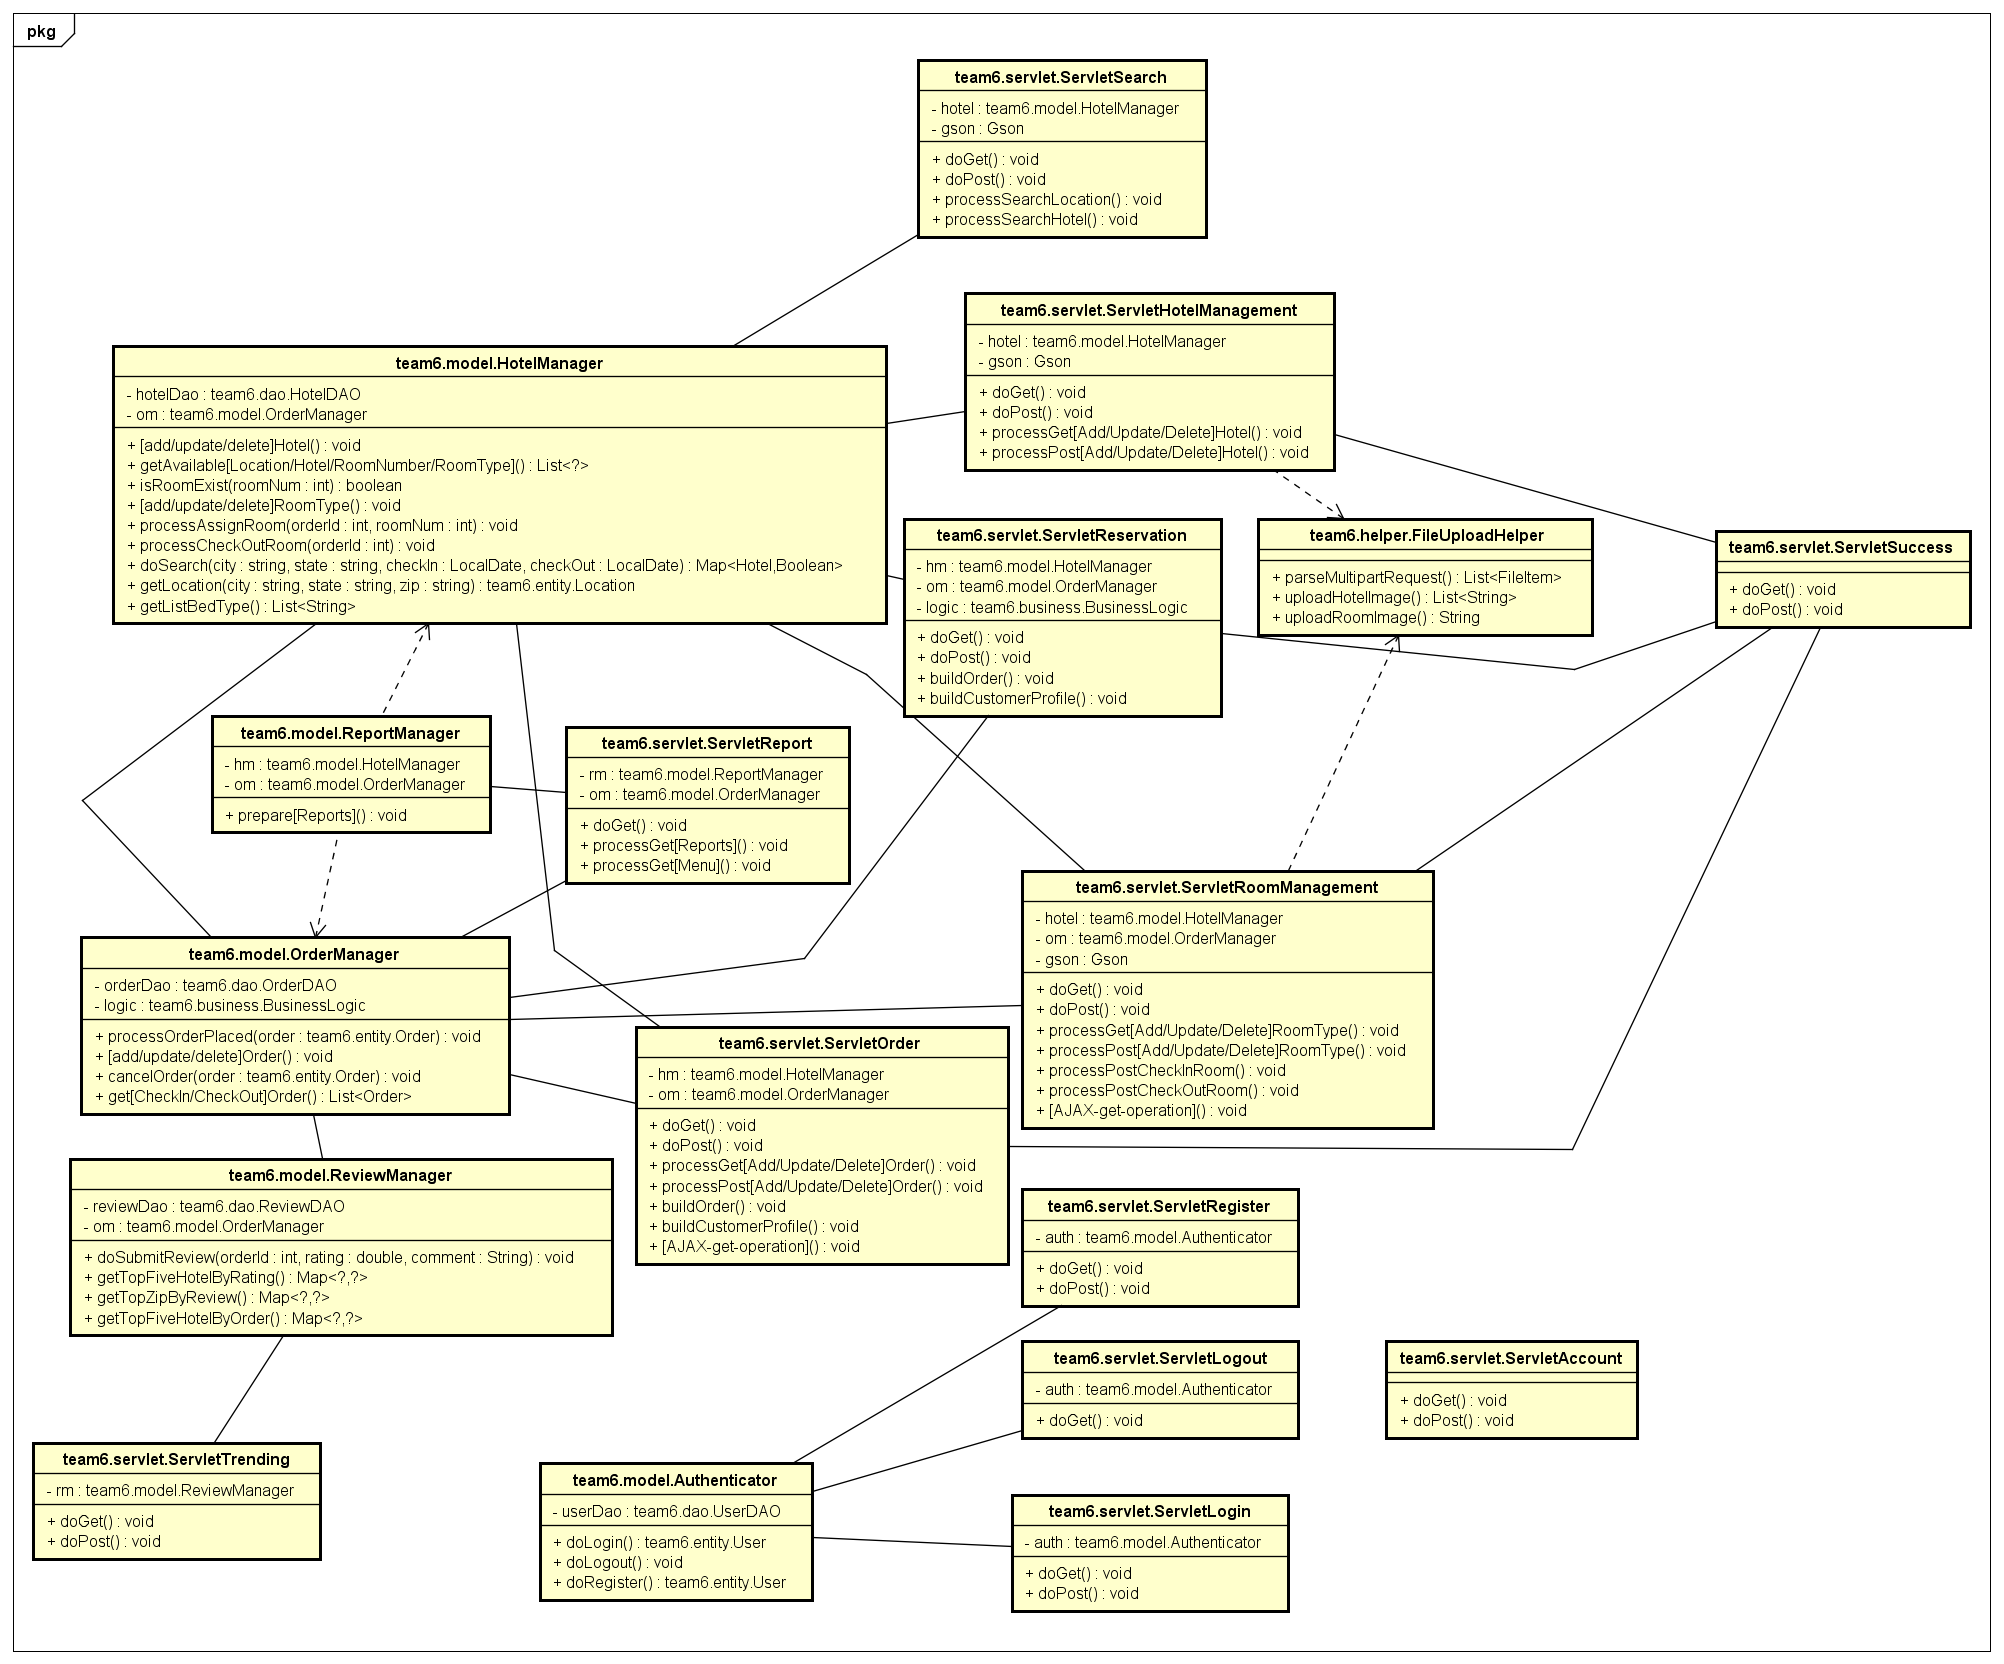 pkg
team6.servlet.ServletSearch
- hotel : team6.model.HotelManager
- gson : Gson
+ doGet() : void
+ doPost() : void
+ processSearchLocation() : void
+ processSearchHotel() : void
team6.servlet.ServletHotelManagement
- hotel : team6.model.HotelManager
- gson : Gson
+ doGet() : void
+ doPost() : void
+ processGet[Add/Update/Delete]Hotel() : void
+ processPost[Add/Update/Delete]Hotel() : void
team6.model.HotelManager
- hotelDao : team6.dao.HotelDAO
- om : team6.model.OrderManager
+ [add/update/delete]Hotel() : void
+ getAvailable[Location/Hotel/RoomNumber/RoomType]() : List<?>
+ isRoomExist(roomNum : int) : boolean
+ [add/update/delete]RoomType() : void
+ processAssignRoom(orderId : int, roomNum : int) : void
+ processCheckOutRoom(orderId : int) : void
+ doSearch(city : string, state : string, checkIn : LocalDate, checkOut : LocalDate) : Map<Hotel,Boolean>
+ getLocation(city : string, state : string, zip : string) : team6.entity.Location
+ getListBedType() : List<String>
team6.servlet.ServletReservation
- hm : team6.model.HotelManager
- om : team6.model.OrderManager
- logic : team6.business.BusinessLogic
+ doGet() : void
+ doPost() : void
+ buildOrder() : void
+ buildCustomerProfile() : void
team6.helper.FileUploadHelper
+ parseMultipartRequest() : List<FileItem>
+ uploadHotelImage() : List<String>
+ uploadRoomImage() : String
team6.servlet.ServletSuccess
+ doGet() : void
+ doPost() : void
team6.model.ReportManager
- hm : team6.model.HotelManager
- om : team6.model.OrderManager
+ prepare[Reports]() : void
team6.servlet.ServletReport
- rm : team6.model.ReportManager
- om : team6.model.OrderManager
+ doGet() : void
+ processGet[Reports]() : void
+ processGet[Menu]() : void
team6.servlet.ServletRoomManagement
- hotel : team6.model.HotelManager
- om : team6.model.OrderManager
- gson : Gson
+ doGet() : void
+ doPost() : void
+ processGet[Add/Update/Delete]RoomType() : void
+ processPost[Add/Update/Delete]RoomType() : void
+ processPostCheckInRoom() : void
+ processPostCheckOutRoom() : void
+ [AJAX-get-operation]() : void
team6.model.OrderManager
- orderDao : team6.dao.OrderDAO
- logic : team6.business.BusinessLogic
+ processOrderPlaced(order : team6.entity.Order) : void
+ [add/update/delete]Order() : void
+ cancelOrder(order : team6.entity.Order) : void
+ get[CheckIn/CheckOut]Order() : List<Order>
team6.servlet.ServletOrder
- hm : team6.model.HotelManager
- om : team6.model.OrderManager
+ doGet() : void
+ doPost() : void
+ processGet[Add/Update/Delete]Order() : void
+ processPost[Add/Update/Delete]Order() : void
+ buildOrder() : void
+ buildCustomerProfile() : void
+ [AJAX-get-operation]() : void
team6.model.ReviewManager
- reviewDao : team6.dao.ReviewDAO
- om : team6.model.OrderManager
+ doSubmitReview(orderId : int, rating : double, comment : String) : void
+ getTopFiveHotelByRating() : Map<?,?>
+ getTopZipByReview() : Map<?,?>
+ getTopFiveHotelByOrder() : Map<?,?>
team6.servlet.ServletRegister
- auth : team6.model.Authenticator
+ doGet() : void
+ doPost() : void
team6.servlet.ServletLogout
- auth : team6.model.Authenticator
+ doGet() : void
team6.servlet.ServletAccount
+ doGet() : void
+ doPost() : void
team6.servlet.ServletTrending
- rm : team6.model.ReviewManager
+ doGet() : void
+ doPost() : void
team6.model.Authenticator
- userDao : team6.dao.UserDAO
+ doLogin() : team6.entity.User
+ doLogout() : void
+ doRegister() : team6.entity.User
team6.servlet.ServletLogin
- auth : team6.model.Authenticator
+ doGet() : void
+ doPost() : void